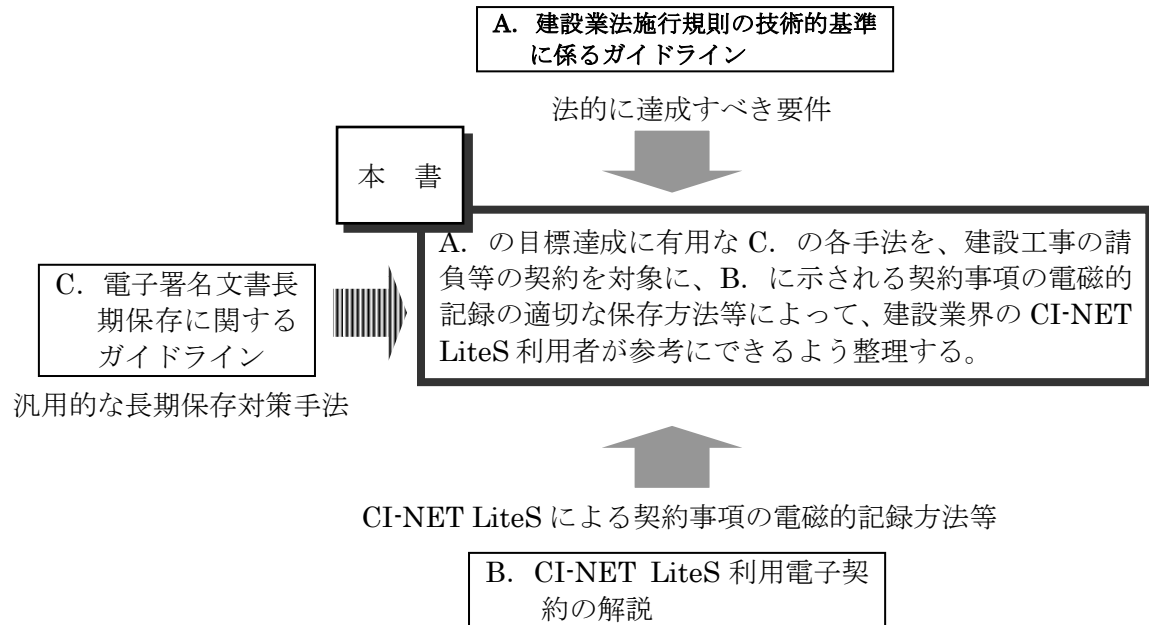 A. 建設業法施行規則の技術的基準
に係るガイドライン
法的に達成すべき要件
本 書
A. の目標達成に有用な C. の各手法を、建設工事の請
負等の契約を対象に、B. に示される契約事項の電磁的
記録の適切な保存方法等によって、建設業界の CI-NET
LiteS 利用者が参考にできるよう整理する。
C. 電子署名文書長
期保存に関する
ガイドライン
汎用的な長期保存対策手法
CI-NET LiteS による契約事項の電磁的記録方法等
B. CI-NET LiteS 利用電子契
約の解説